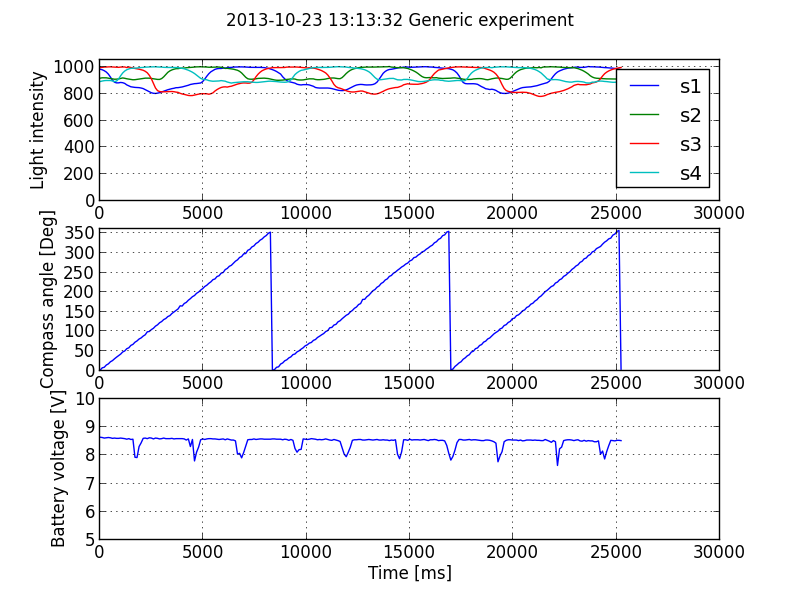 2013-10-23 13:13:32 Generic experiment
Light intensity
1000
800
600
400
200
0
s1
s2
s3
s4
0 5000 10000 15000 20000 25000 30000
Compass angle [Deg]
350
300
250
200
150
100
50
0
0 5000 10000 15000 20000 25000 30000
Battery voltage [V]
10
9
8
7
6
5
0 5000 10000 15000 20000 25000 30000
Time [ms]